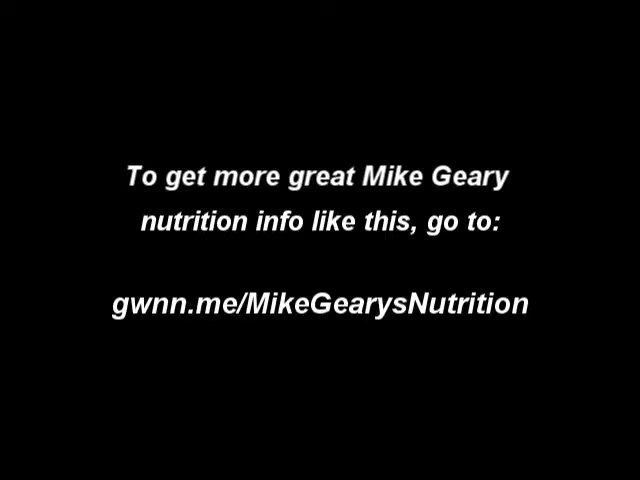 To get more great Mike Geary
nutrition info like this, go to:
gwnn.me/MikeGearysNutrition